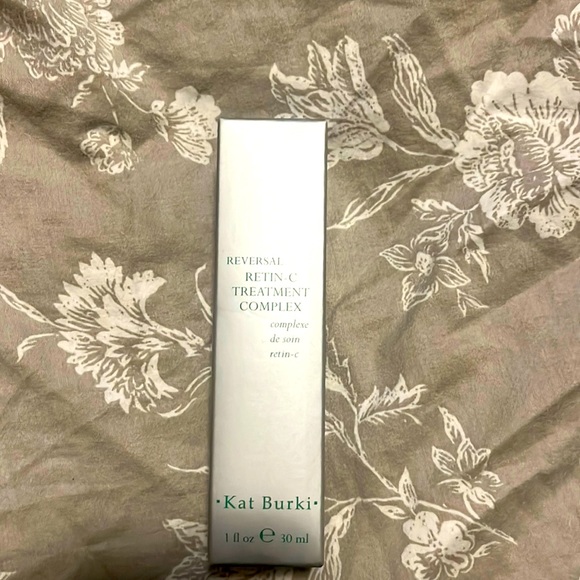 REVERSAL
RETIN-C
TREATMENT
COMPLEX
complexe
de soin
retin-c
·Kat Burki·
1 fl oz ℮ 30 ml